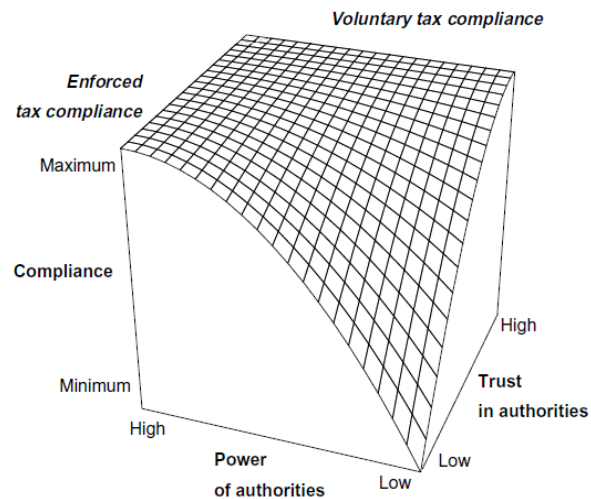 Voluntary tax compliance
Enforced
tax compliance
Maximum
Compliance
Minimum
High
Power
of authorities
Low
Low
Trust
in authorities
High